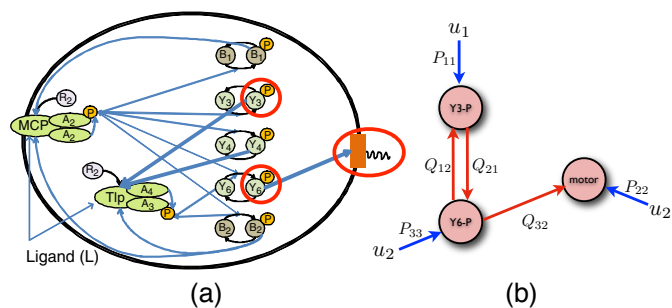 P
B₁ B₁
P
R₂
Y₃ Y₃
MCP A₂ P
A₂
P
Y₄ Y₄
R₂
P
Tlp A₄
A₃ P
Y₆ Y₆
P
B₂ B₂
Ligand (L)
(a)
u₁
P₁₁
Y3-P
Q₁₂ Q₂₁
motor
P₂₂
u₂
Y6-P
Q₃₂
P₃₃
u₂
(b)